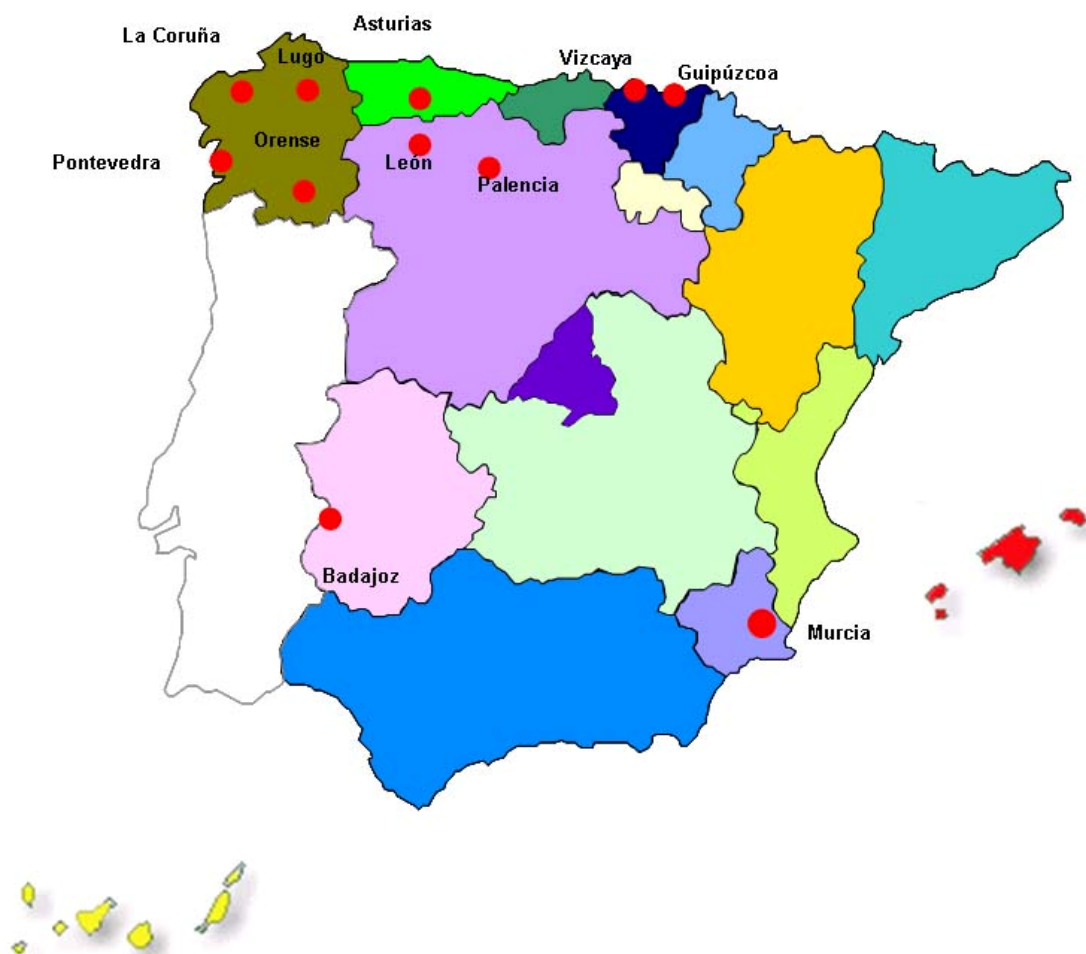 Asturias
La Coruña
Lugo
Vizcaya
Guipúzcoa
Orense
León
Pontevedra
Palencia
Badajoz
Murcia